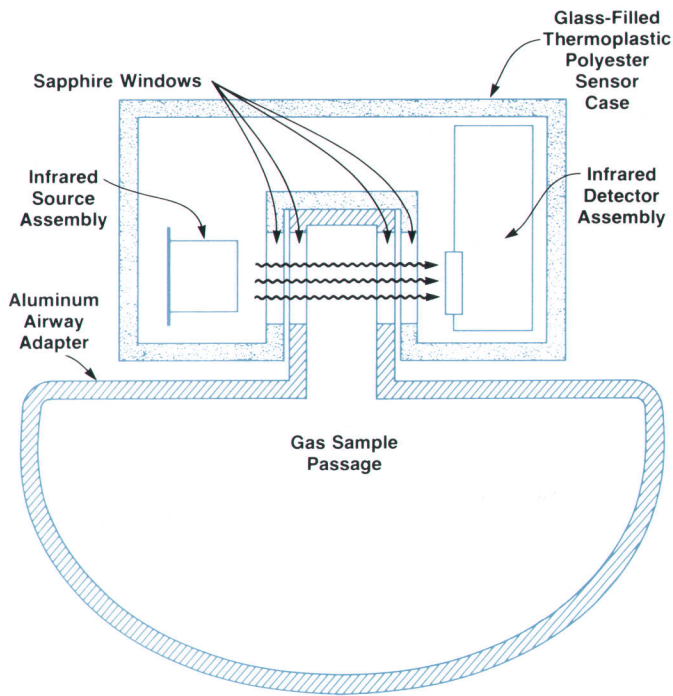 Glass-Filled
Thermoplastic
Polyester
Sensor
Case
Sapphire Windows
Infrared
Source
Assembly
Infrared
Detector
Assembly
Aluminum
Airway
Adapter
Gas Sample
Passage